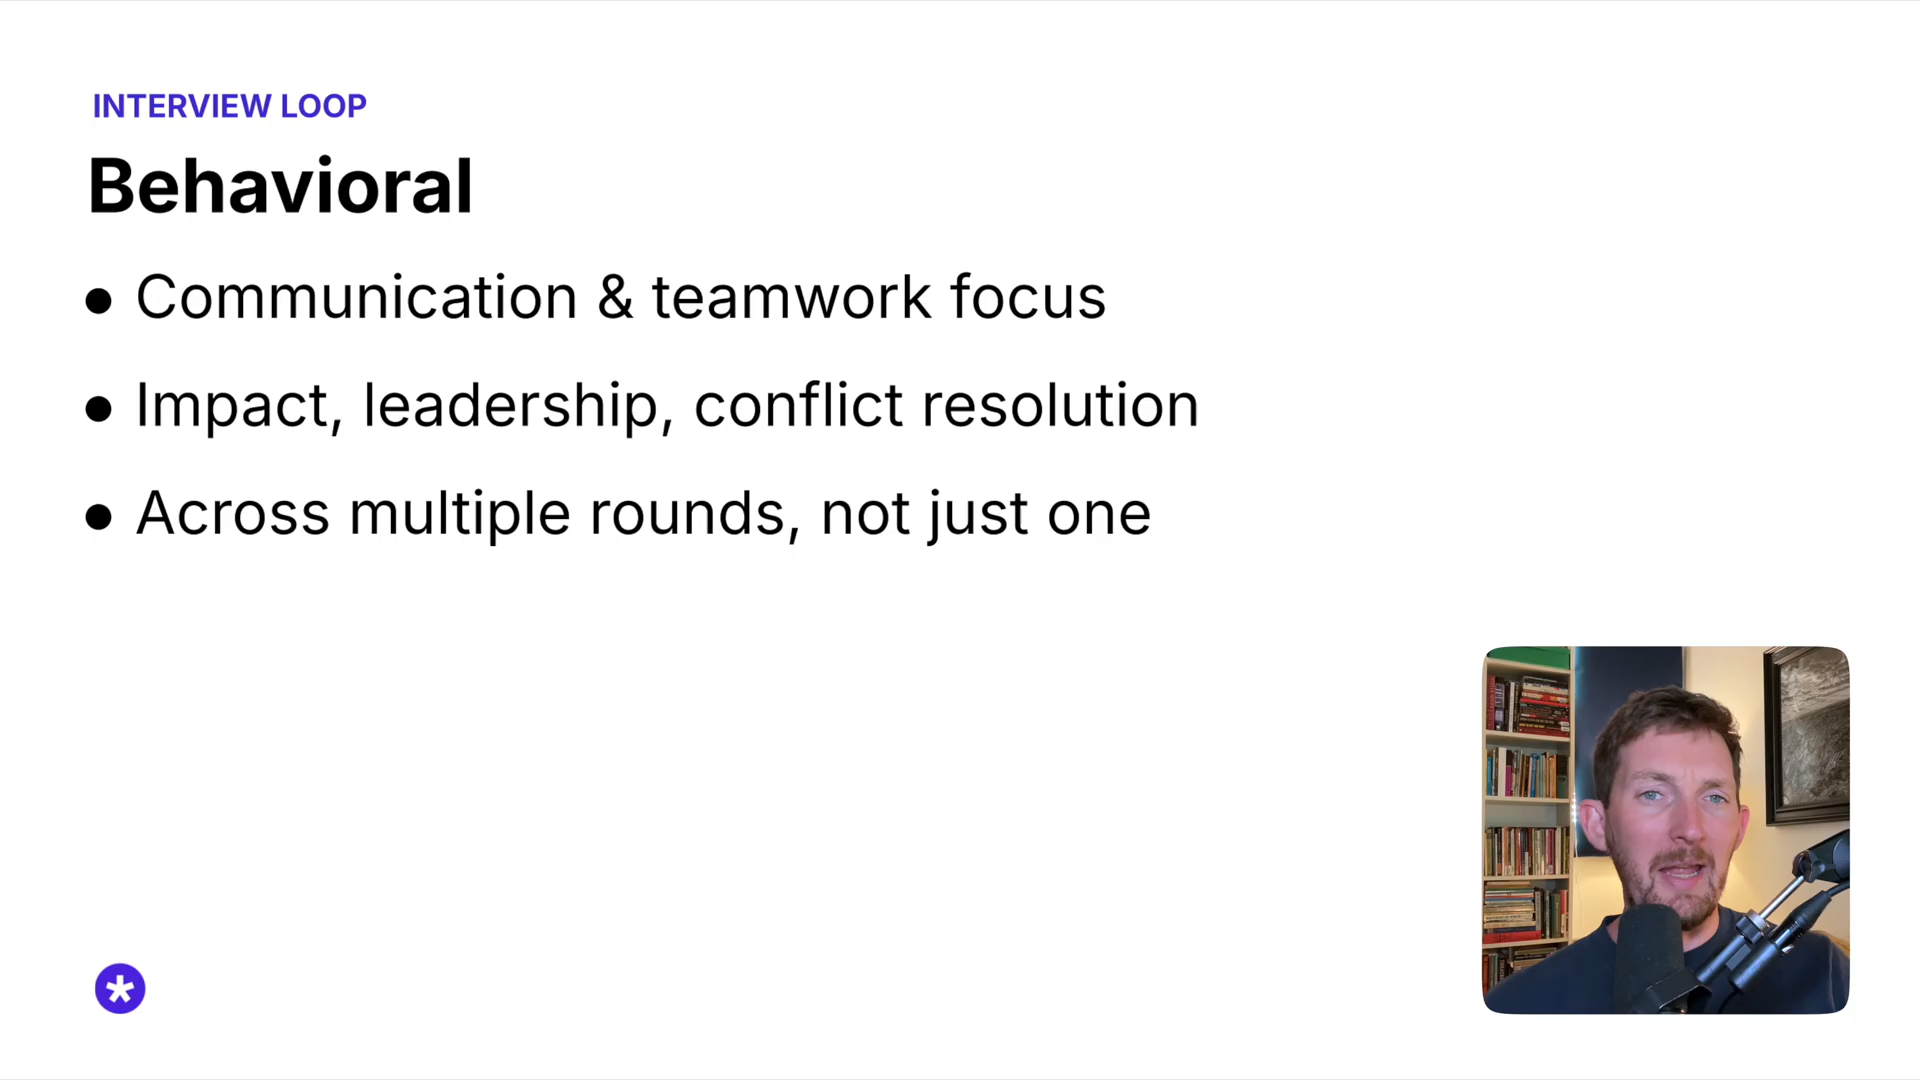 INTERVIEW LOOP
Behavioral
• Communication & teamwork focus
• Impact, leadership, conflict resolution
• Across multiple rounds, not just one